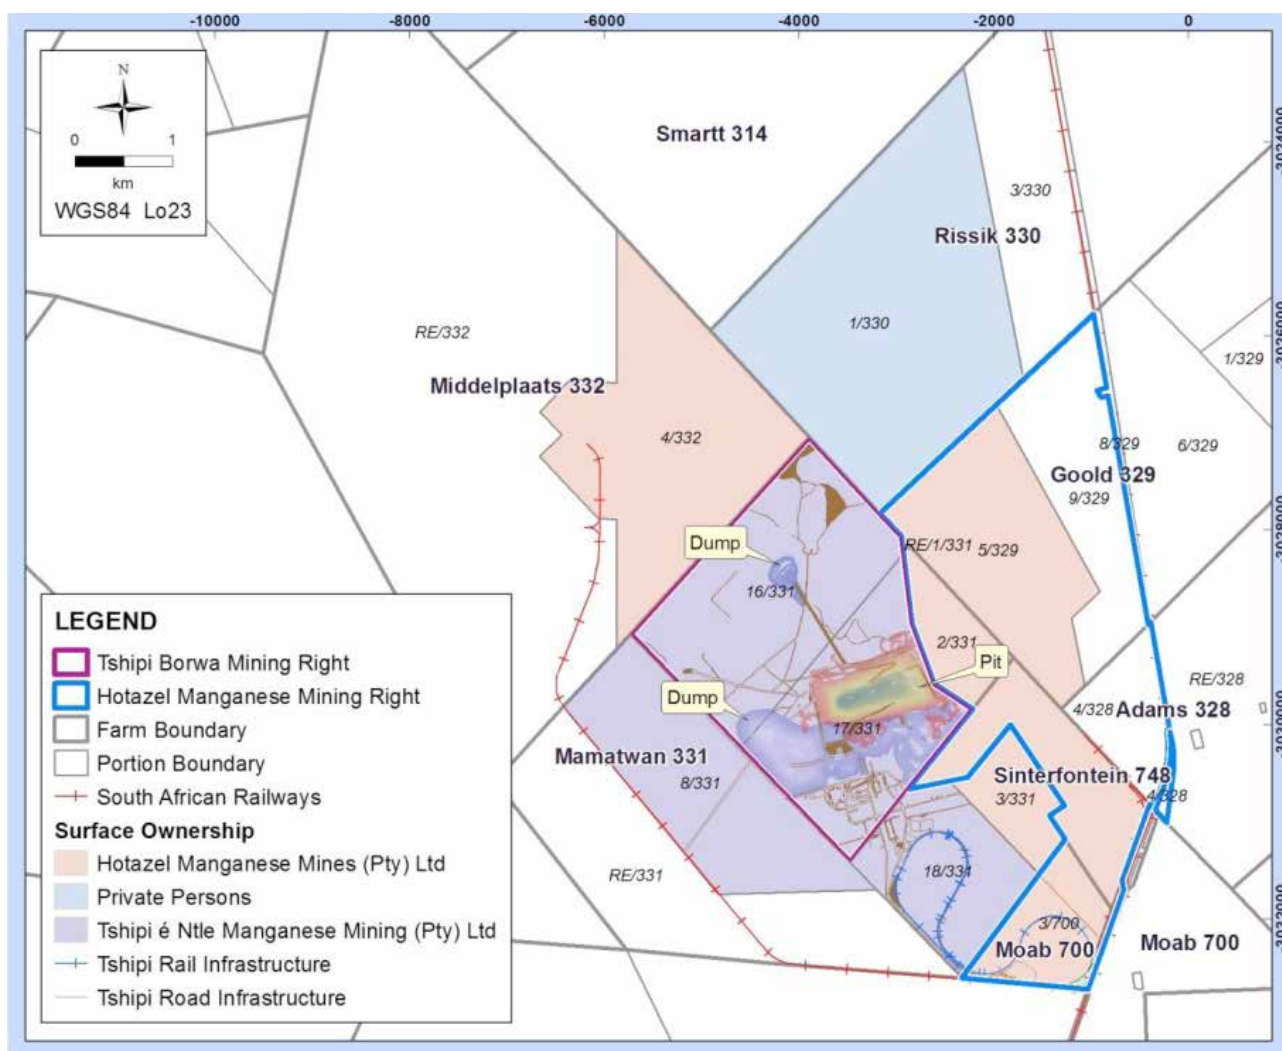 -10000 -8000 -6000 -4000 -2000 0
N
0 1
km
WGS84 Lo23
Smartt 314
-3024000
3/330
Rissik 330
1/330
RE/332
-3026000
1/329
Middelplaats 332
4/332
8/329
6/329
Goold 329
9/329
-3028000
Dump
RE/1/331
5/329
16/331
2/331
Pit
RE/328
Dump
4/328
Adams 328
17/331
-3030000
Mamatwan 331
8/331
Sinterfontein 748
3/331
4/328
RE/331
18/331
3/700
-3032000
Moab 700
Moab 700
LEGEND
Tshipi Borwa Mining Right
Hotazel Manganese Mining Right
Farm Boundary
Portion Boundary
South African Railways
Surface Ownership
Hotazel Manganese Mines (Pty) Ltd
Private Persons
Tshipi é Ntle Manganese Mining (Pty) Ltd
Tshipi Rail Infrastructure
Tshipi Road Infrastructure